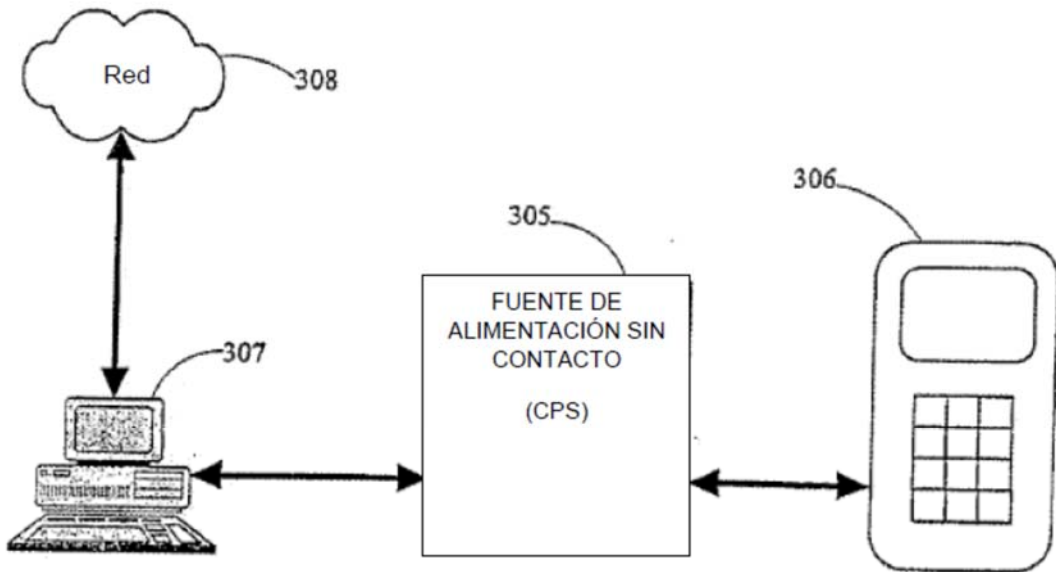 Red
308
306
305
FUENTE DE
ALIMENTACIÓN SIN
CONTACTO
(CPS)
307